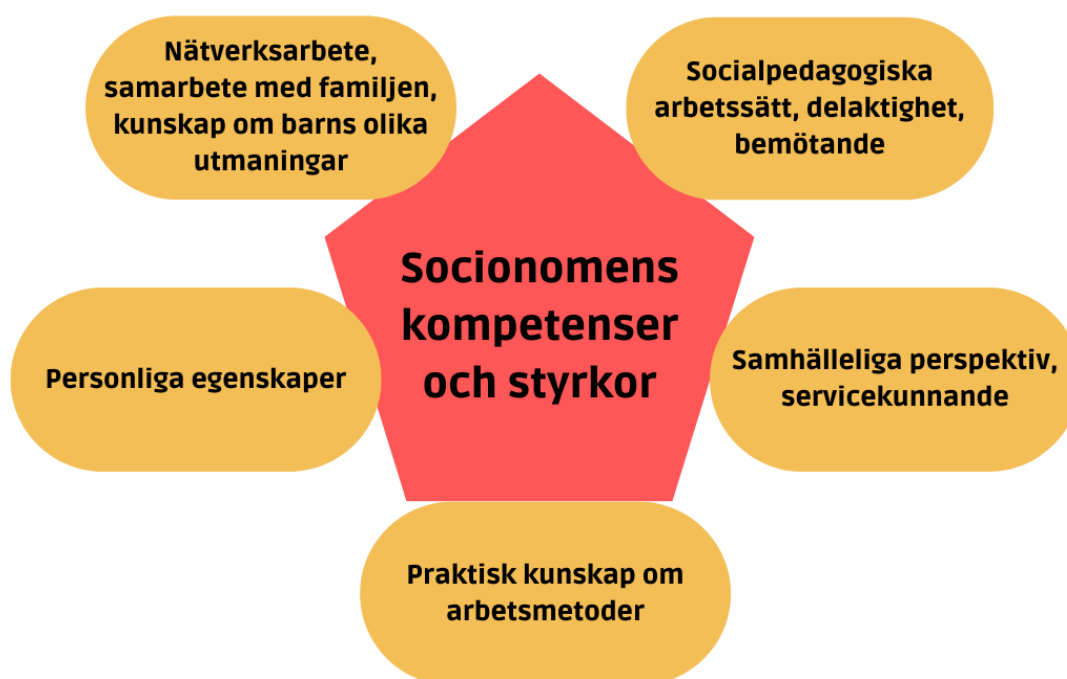 Nätverksarbete,
samarbete med familjen,
kunskap om barns olika
utmaningar
Socialpedagogiska
arbetssätt, delaktighet,
bemötande
Socionomens
kompetenser
och styrkor
Personliga egenskaper
Samhälleliga perspektiv,
servicekunnande
Praktisk kunskap om
arbetsmetoder